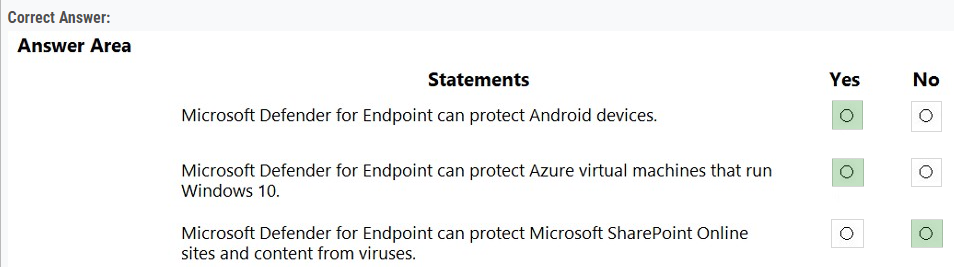 Correct Answer:
Answer Area
Statements Yes No
Microsoft Defender for Endpoint can protect Android devices.
Microsoft Defender for Endpoint can protect Azure virtual machines that run
Windows 10.
Microsoft Defender for Endpoint can protect Microsoft SharePoint Online
sites and content from viruses.